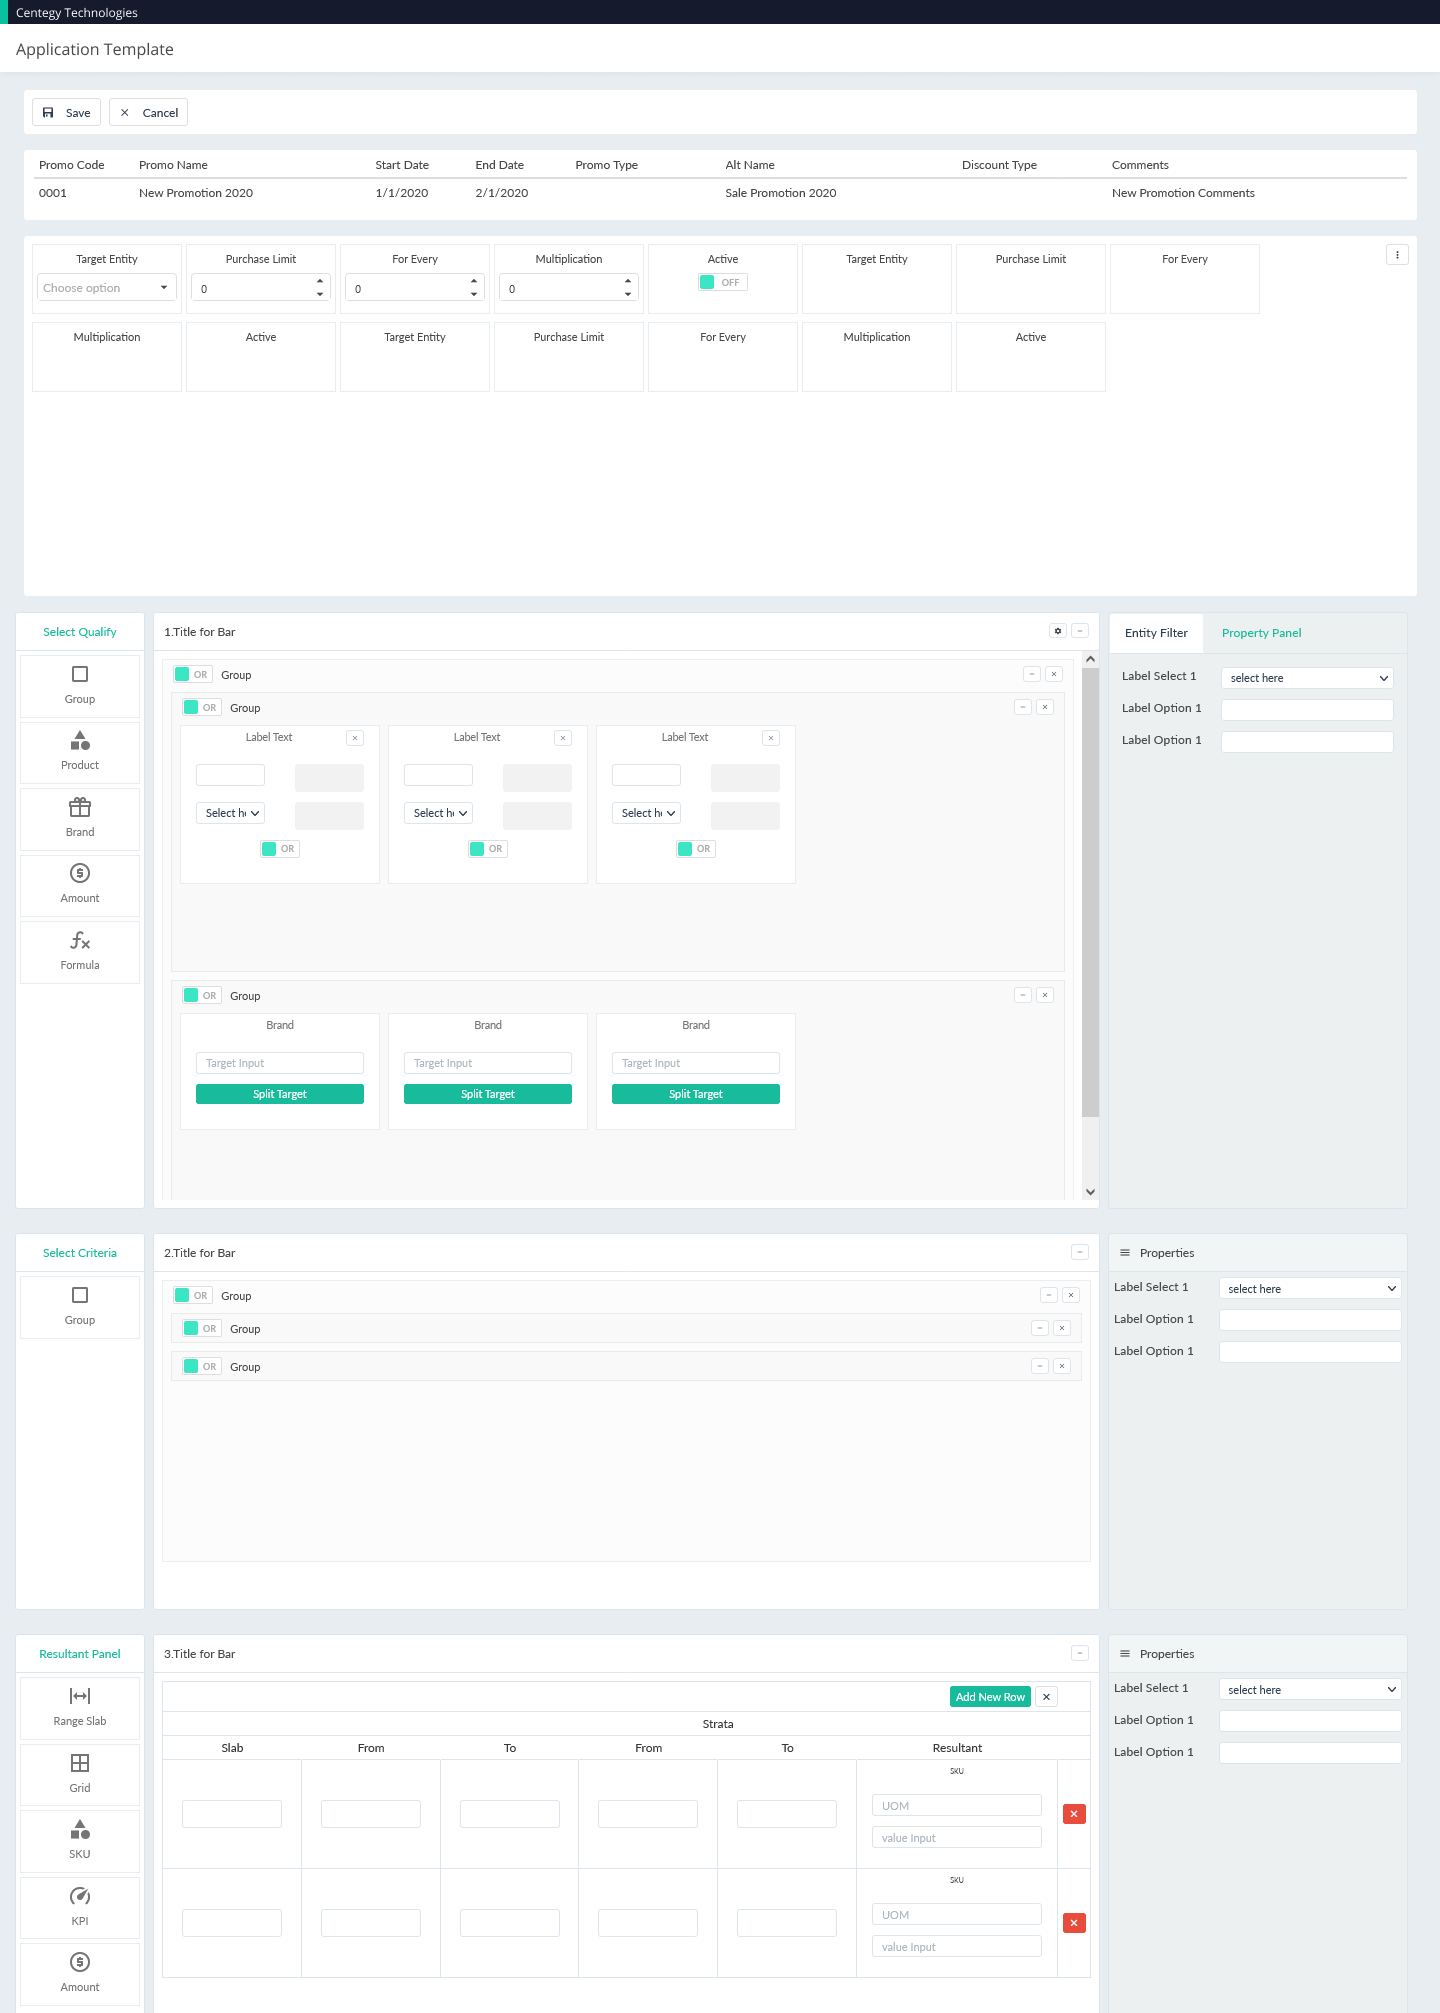 Centegy Technologies
Application Template
Save Cancel
Promo Code Promo Name Start Date End Date Promo Type Alt Name Discount Type Comments
0001 New Promotion 2020 1/1/2020 2/1/2020 Sale Promotion 2020 New Promotion Comments
Target Entity Purchase Limit For Every Multiplication Active Target Entity Purchase Limit For Every
Choose option 0 0 0 OFF
Multiplication Active Target Entity Purchase Limit For Every Multiplication Active
Select Qualify
Group
Product
Brand
Amount
Formula
1.Title for Bar
OR Group
OR Group
Label Text Label Text Label Text
Select he Select he Select he
OR OR OR
OR Group
Brand Brand Brand
Target Input Target Input Target Input
Split Target Split Target Split Target
Entity Filter Property Panel
Label Select 1 select here
Label Option 1
Label Option 1
Select Criteria
Group
2.Title for Bar
OR Group
OR Group
OR Group
Properties
Label Select 1 select here
Label Option 1
Label Option 1
Resultant Panel
Range Slab
Grid
SKU
KPI
Amount
3.Title for Bar
Add New Row
Strata
Slab From To From To Resultant
SKU
UOM
value Input
SKU
UOM
value Input
Properties
Label Select 1 select here
Label Option 1
Label Option 1